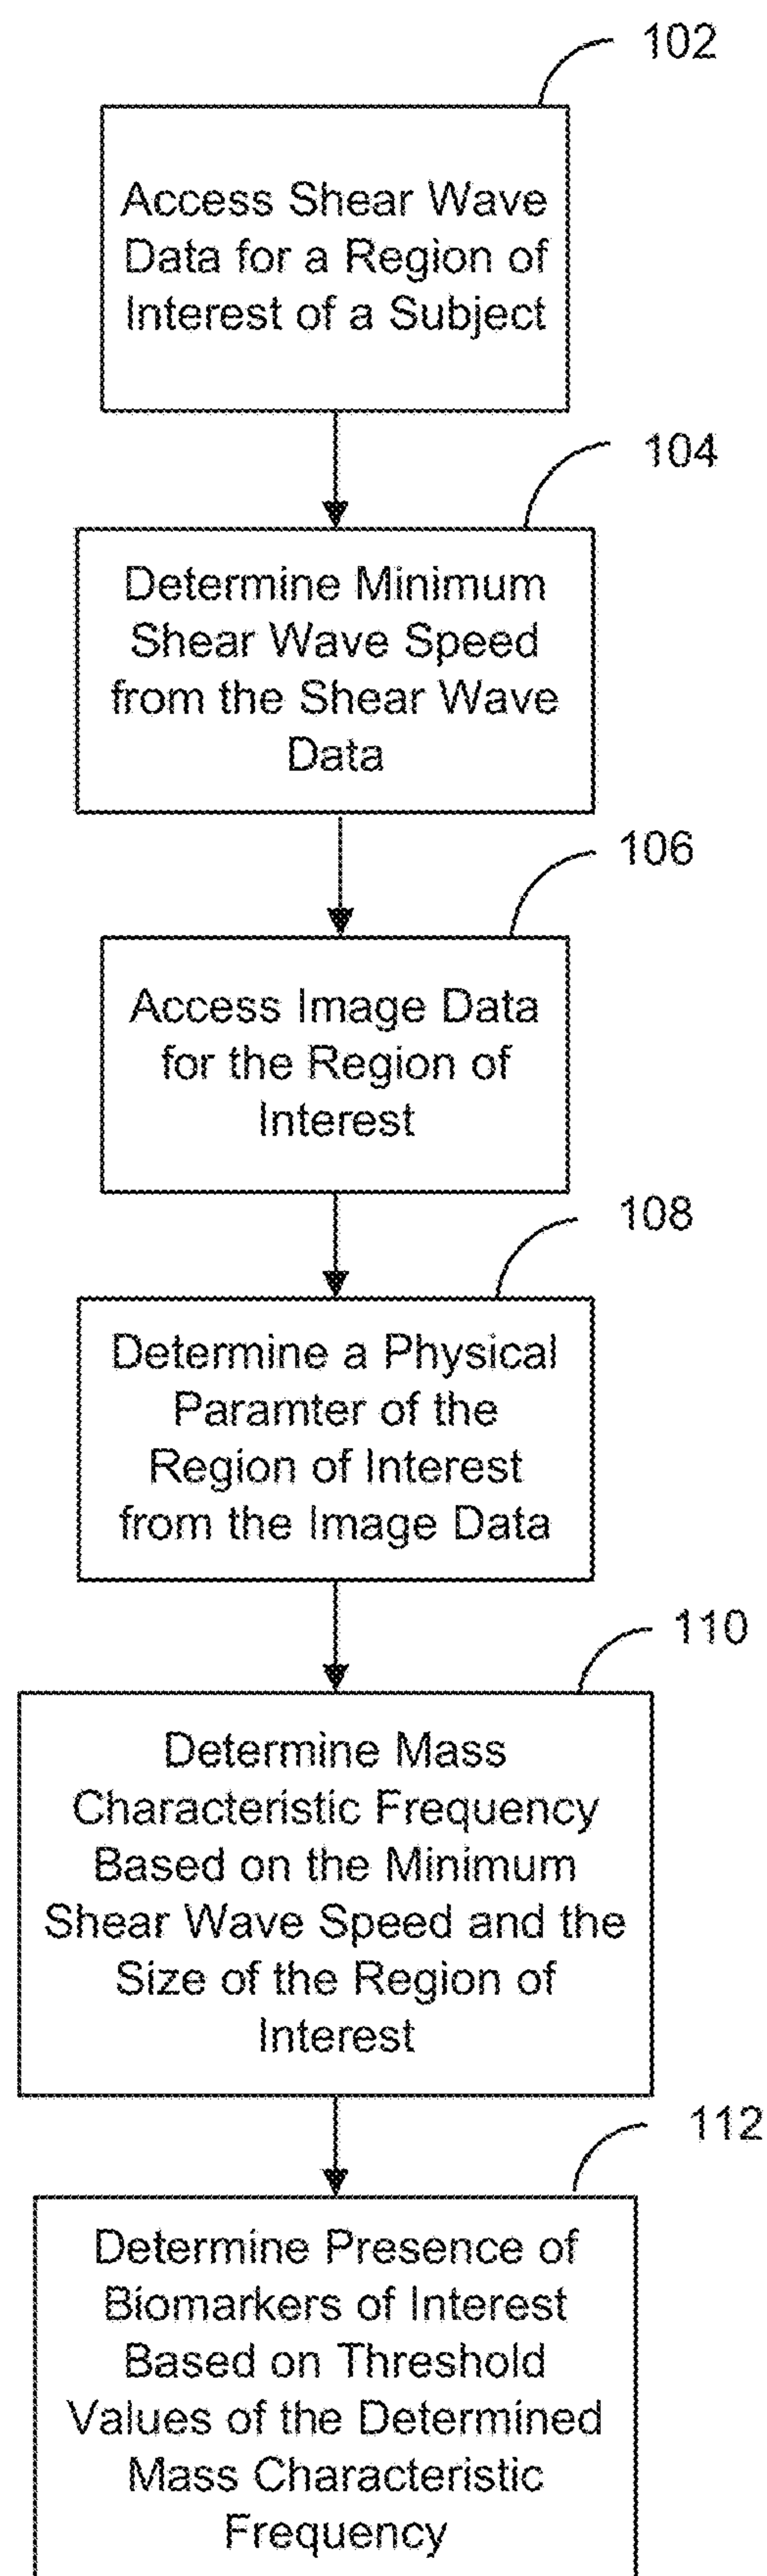 102
Access Shear Wave
Data for a Region of
Interest of a Subject
104
Determine Minimum
Shear Wave Speed
from the Shear Wave
Data
106
Access Image Data
for the Region of
Interest
108
Determine a Physical
Paramter of the
Region of Interest
from the Image Data
110
Determine Mass
Characteristic Frequency
Based on the Minimum
Shear Wave Speed and the
Size of the Region of
Interest
112
Determine Presence of
Biomarkers of Interest
Based on Threshold
Values of the Determined
Mass Characteristic
Frequency